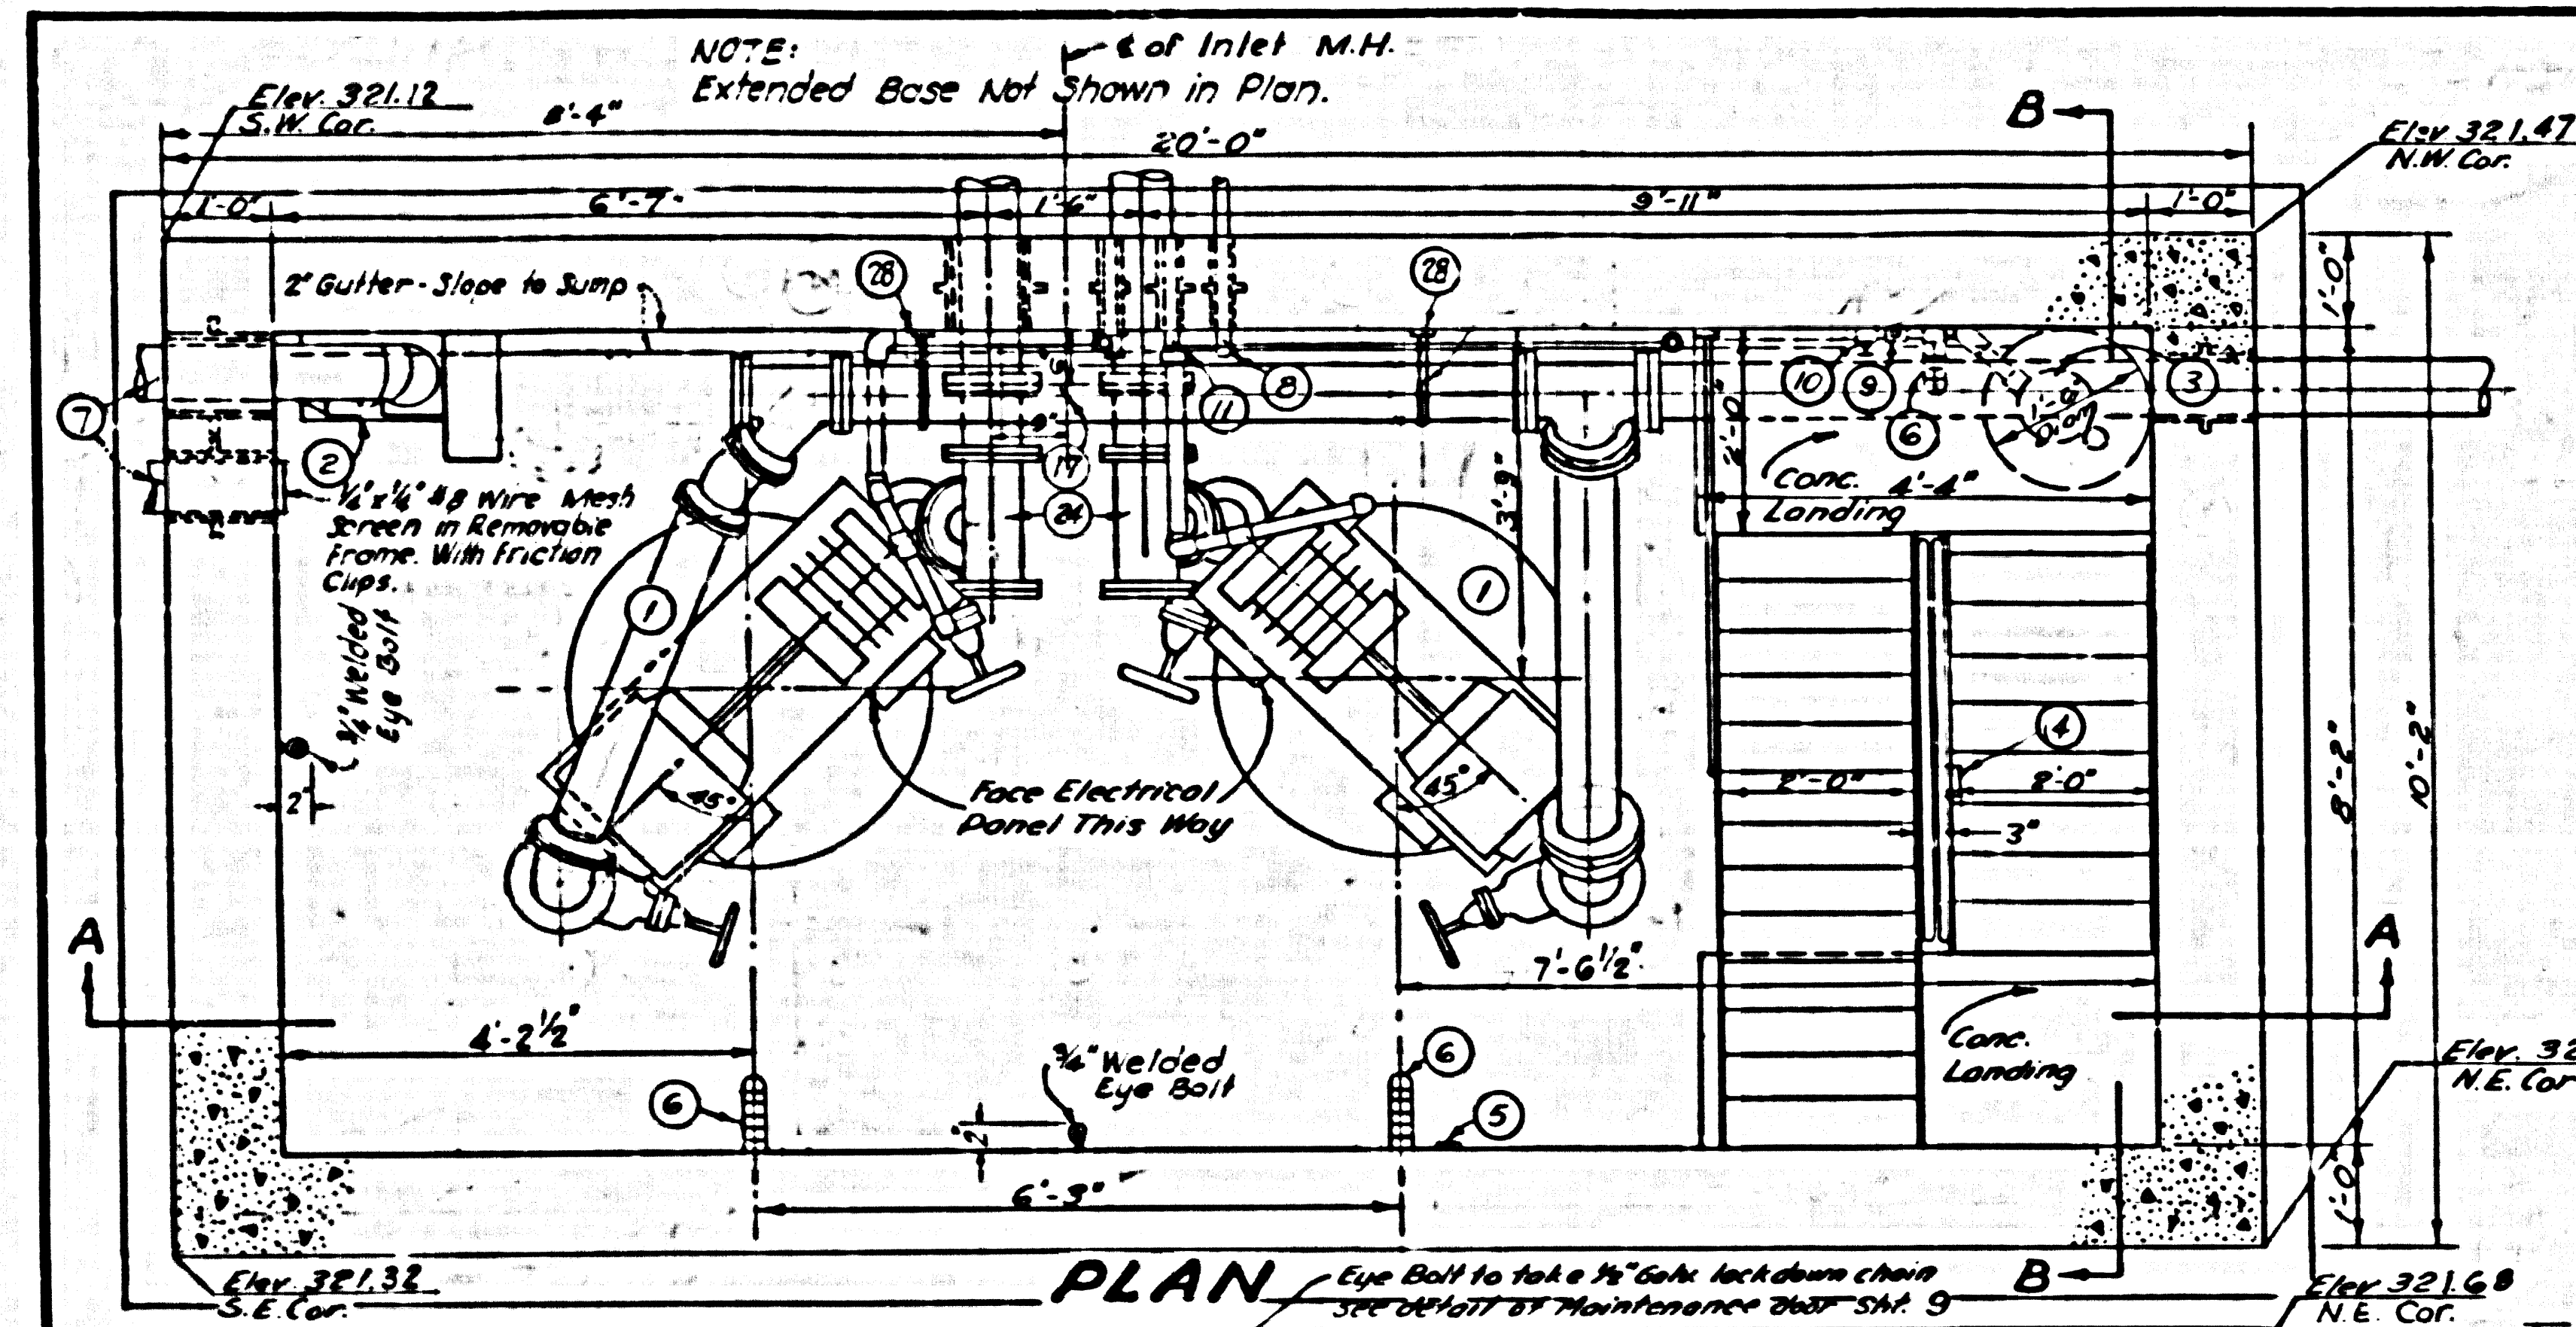 NOTE:
Extended Base Not Shown in Plan.
℄ of Inlet M.H.
Elev. 321.12
S.W. Cor.
8'-4"
20'-0"
B
Elev 321.47
N.W. Cor.
1'-0"
6'-7"
1'-6"
9'-11"
1'-0"
2" Gutter - Slope to Sump
28
28
1'-0"
7
2
8
11
10
9
6
3
9"
17
24
2'-0"
3'-9"
Conc.
Landing
4'-4"
1/4" x 1/4" #8 Wire Mesh
Screen in Removable
Frame. With Friction
Clips.
3/4" Welded
Eye Bolt
1
1
4
2'-0"
2'-0"
3"
8'-2"
10'-2"
2"
45°
45°
Face Electrical
Panel This Way
A
A
7'-6 1/2"
4'-2 1/2"
Conc.
Landing
3/4" Welded
Eye Bolt
6
6
5
2"
Elev. 32
N.E. Cor
6'-3"
1'-0"
Elev 321.32
S.E. Cor.
PLAN
Eye Bolt to take 1/2" Galv. lock down chain
see detail of Maintenance door Sht. 9
B
Elev 321.68
N.E. Cor.